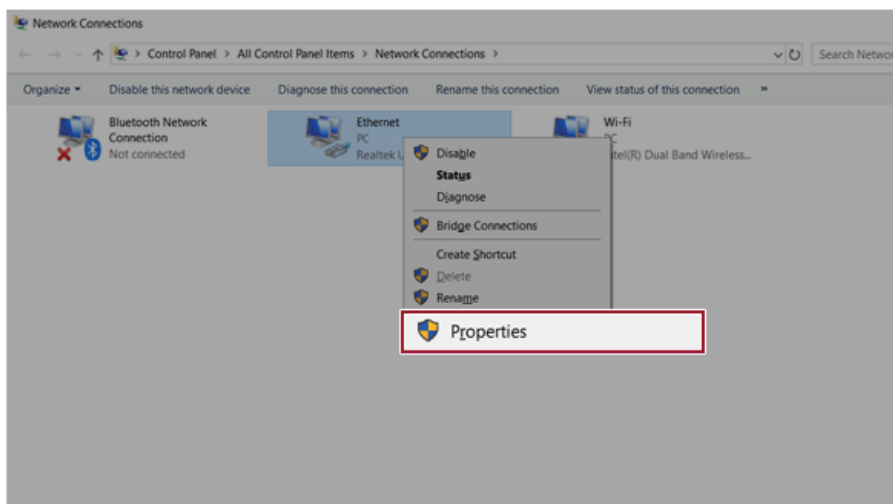 Network Connections
Control Panel > All Control Panel Items > Network Connections >
Search Networ
Organize
Disable this network device
Diagnose this connection
Rename this connection
View status of this connection
»
Bluetooth Network
Connection
Not connected
Ethernet
PC
Realtek U
Wi-Fi
PC
tel(R) Dual Band Wireless...
Disable
Status
Diagnose
Bridge Connections
Create Shortcut
Delete
Rename
Properties